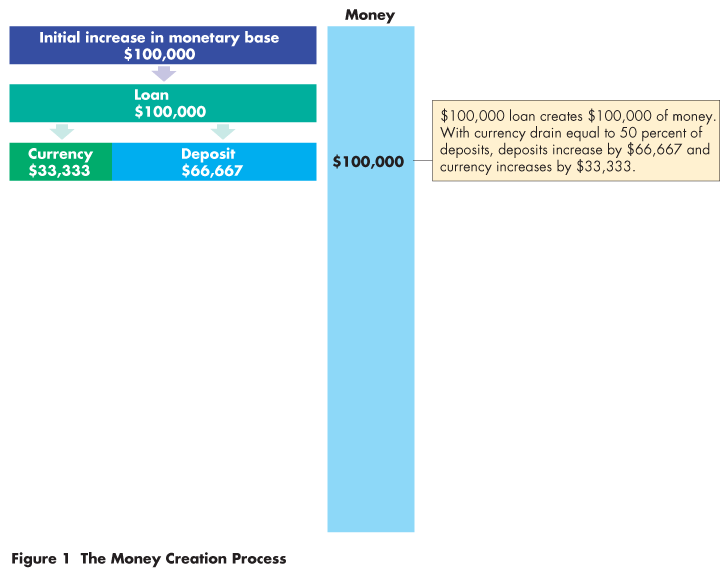 Money
Initial increase in monetary base
$100,000
Loan
$100,000
Currency
$33,333
Deposit
$66,667
$100,000
$100,000 loan creates $100,000 of money.
With currency drain equal to 50 percent of
deposits, deposits increase by $66,667 and
currency increases by $33,333.
Figure 1 The Money Creation Process